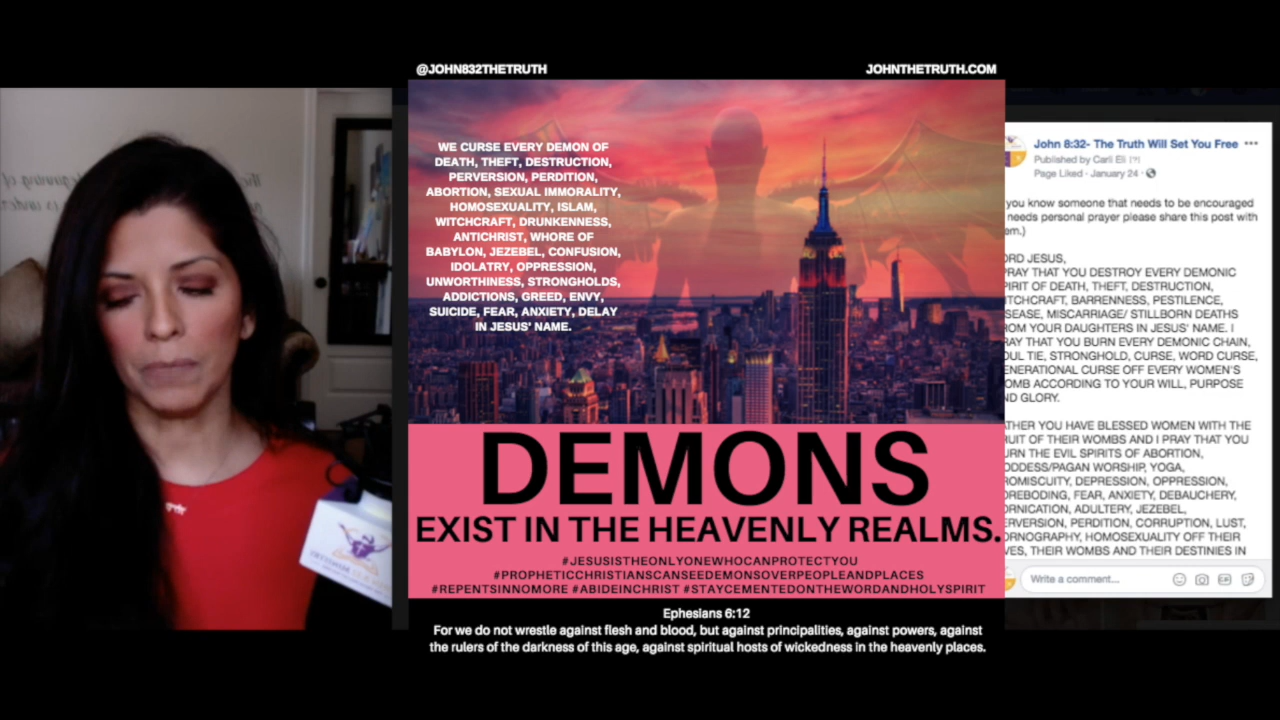 @JOHN832THETRUTH
JOHNTHETRUTH.COM
WE CURSE EVERY DEMON OF
DEATH, THEFT, DESTRUCTION,
PERVERSION, PERDITION,
ABORTION, SEXUAL IMMORALITY,
HOMOSEXUALITY, ISLAM,
WITCHCRAFT, DRUNKENNESS,
ANTICHRIST, WHORE OF
BABYLON, JEZEBEL, CONFUSION,
IDOLATRY, OPPRESSION,
UNWORTHINESS, STRONGHOLDS,
ADDICTIONS, GREED, ENVY,
SUICIDE, FEAR, ANXIETY, DELAY
IN JESUS' NAME.
DEMONS
EXIST IN THE HEAVENLY REALMS.
#JESUSISTHEONLYONEWHOCANPROTECTYOU
#PROPHETICCHRISTIANSCANSEEDEMONSOVERPEOPLEANDPLACES
#REPENTSINNOMORE #ABIDEINCHRIST #STAYCEMENTEDONTHEWORDANDHOLYSPIRIT
Ephesians 6:12
For we do not wrestle against flesh and blood, but against principalities, against powers, against
the rulers of the darkness of this age, against spiritual hosts of wickedness in the heavenly places.
John 8:32- The Truth Will Set You Free
Published by Carli Eli [?]
Page Liked · January 24 ·
you know someone that needs to be encouraged
needs personal prayer please share this post with
em.)
ORD JESUS,
RAY THAT YOU DESTROY EVERY DEMONIC
PIRIT OF DEATH, THEFT, DESTRUCTION,
ITCHCRAFT, BARRENNESS, PESTILENCE,
SEASE, MISCARRIAGE/ STILLBORN DEATHS
OM YOUR DAUGHTERS IN JESUS' NAME. I
RAY THAT YOU BURN EVERY DEMONIC CHAIN,
OUL TIE, STRONGHOLD, CURSE, WORD CURSE,
ENERATIONAL CURSE OFF EVERY WOMEN'S
OMB ACCORDING TO YOUR WILL, PURPOSE
ND GLORY.
ATHER YOU HAVE BLESSED WOMEN WITH THE
UIT OF THEIR WOMBS AND I PRAY THAT YOU
URN THE EVIL SPIRITS OF ABORTION,
ODDESS/PAGAN WORSHIP, YOGA,
ROMISCUITY, DEPRESSION, OPPRESSION,
OREBODING, FEAR, ANXIETY, DEBAUCHERY,
ORNICATION, ADULTERY, JEZEBEL,
ERVERSION, PERDITION, CORRUPTION, LUST,
ORNOGRAPHY, HOMOSEXUALITY OFF THEIR
VES, THEIR WOMBS AND THEIR DESTINIES IN
Write a comment...
GIF